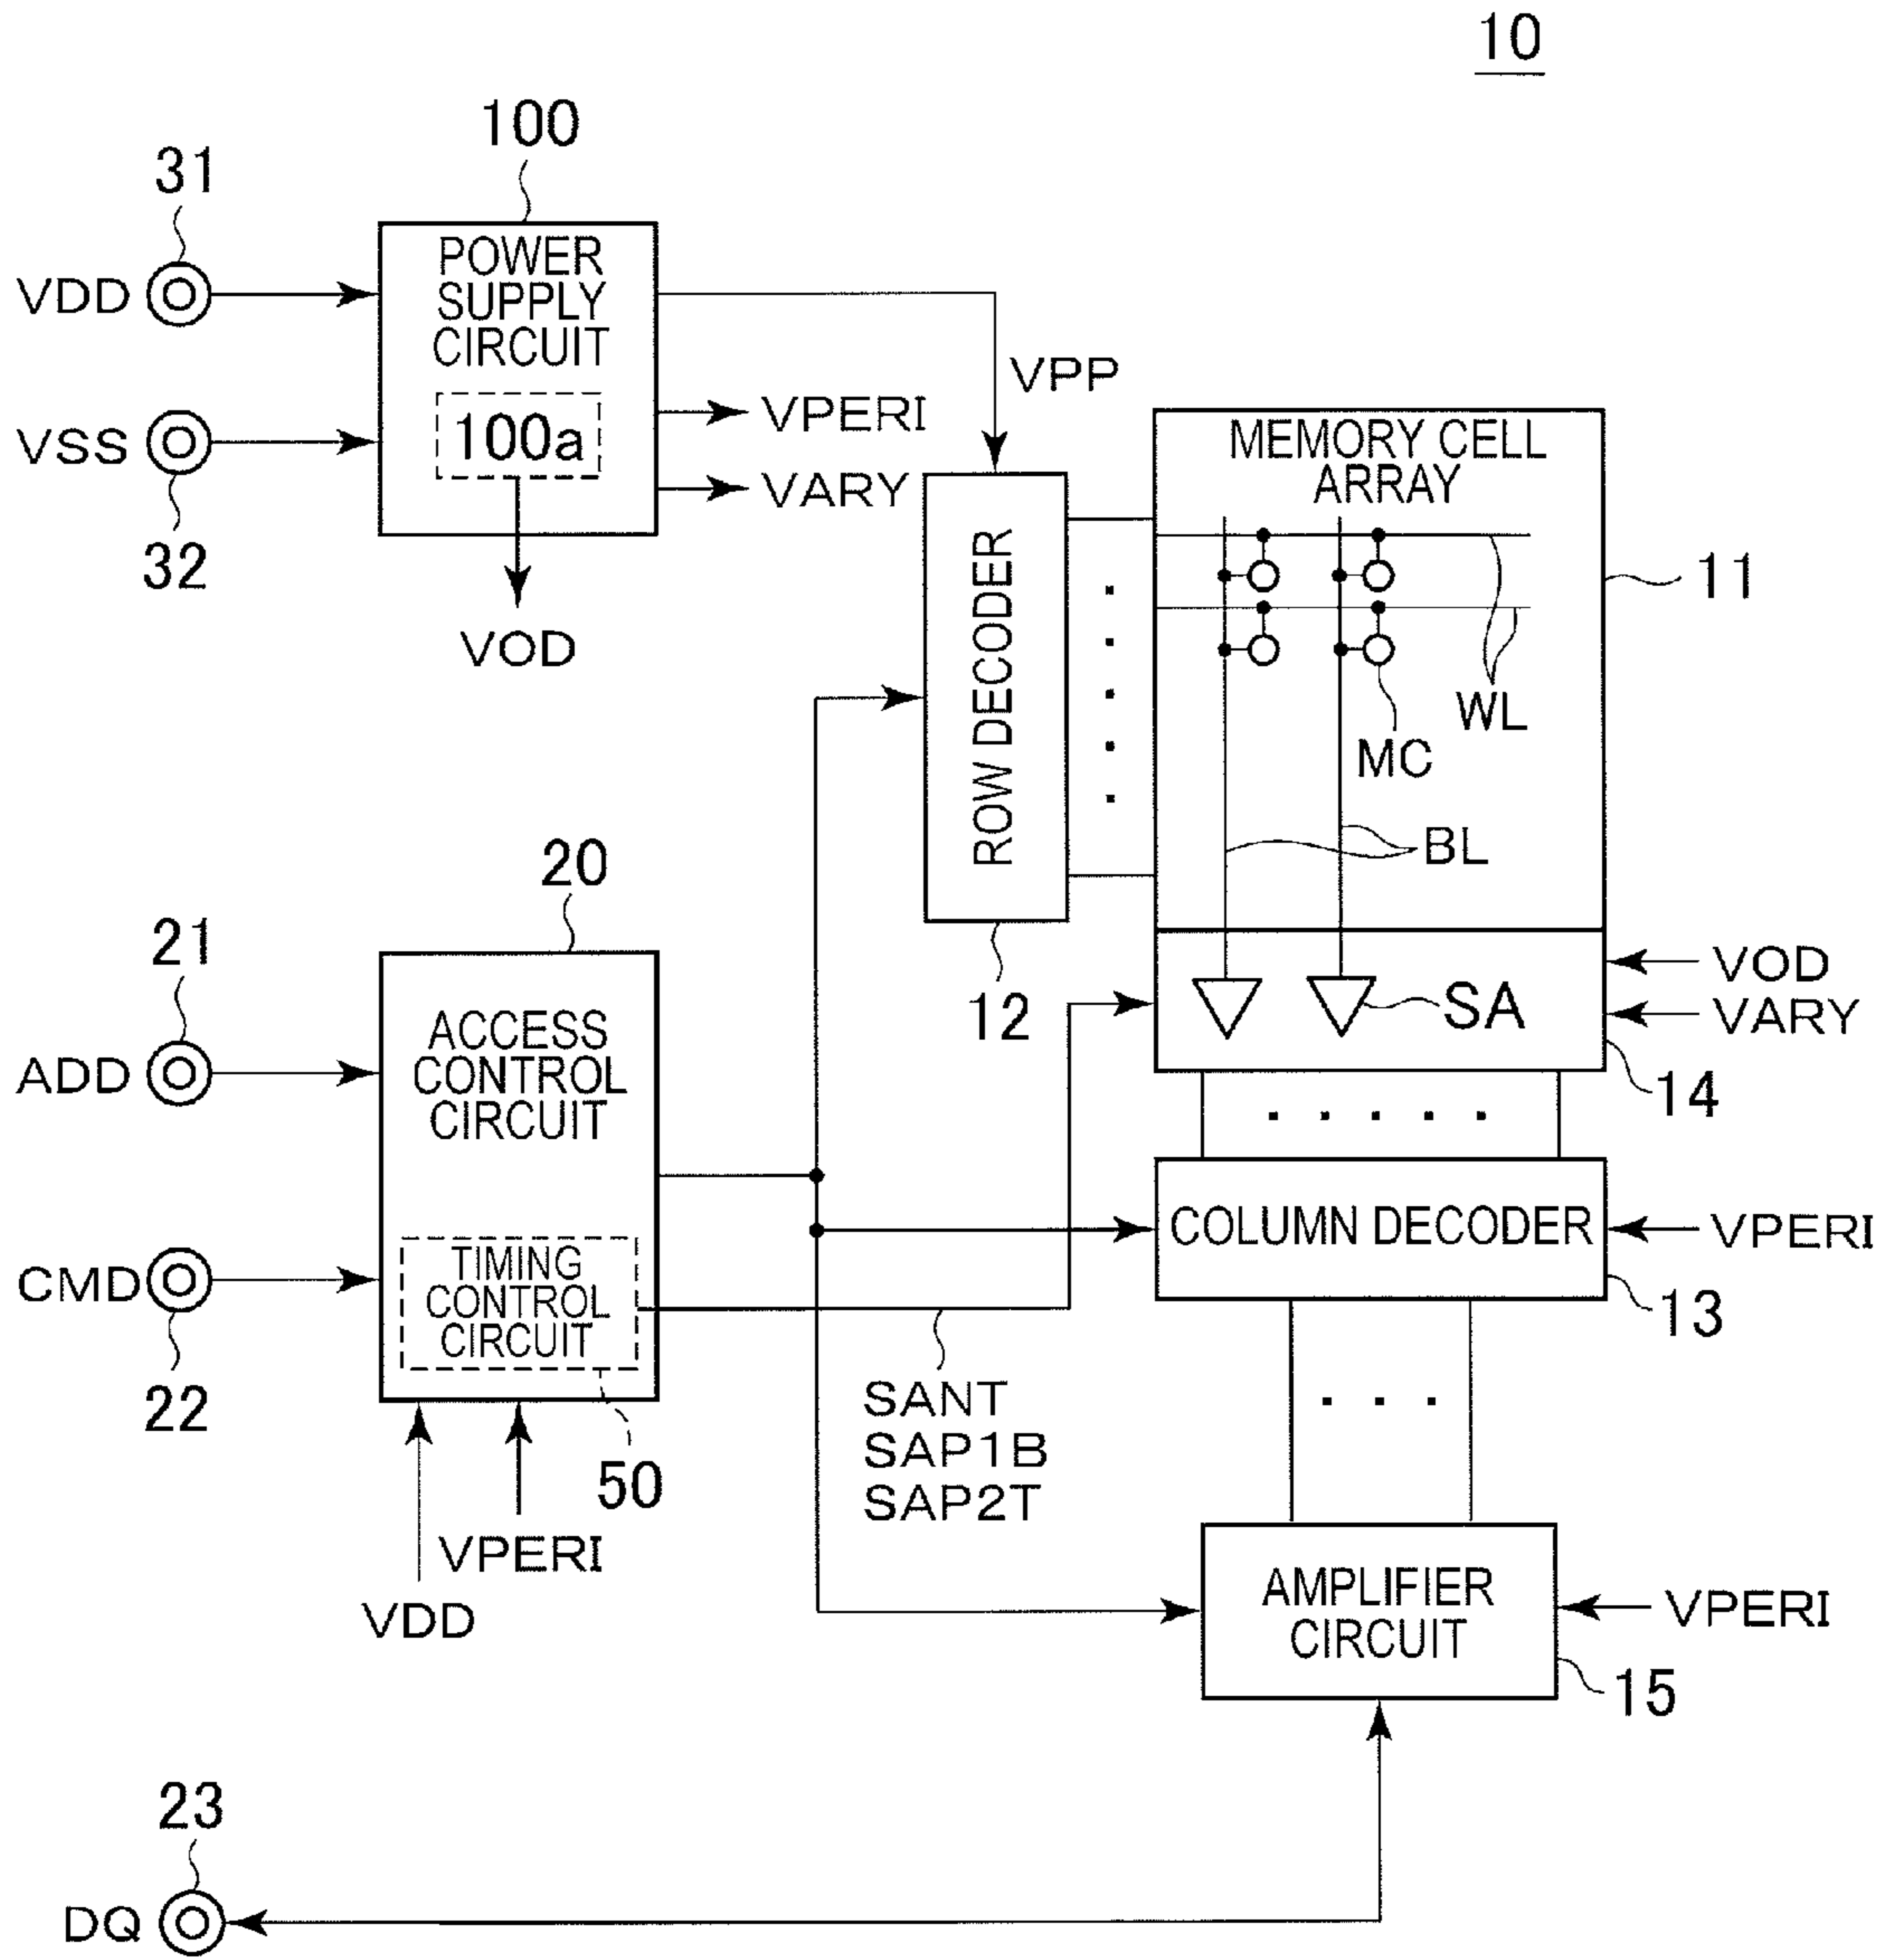 10
100
31
VDD
POWER
SUPPLY
CIRCUIT
100a
VPP
VPERI
VARY
VSS
32
VOD
MEMORY CELL
ARRAY
11
ROW DECODER
WL
MC
BL
12
20
21
ADD
ACCESS
CONTROL
CIRCUIT
VOD
SA
VARY
14
COLUMN DECODER
VPERI
13
CMD
22
TIMING
CONTROL
CIRCUIT
50
SANT
SAP1B
SAP2T
VPERI
VDD
AMPLIFIER
CIRCUIT
VPERI
15
23
DQ